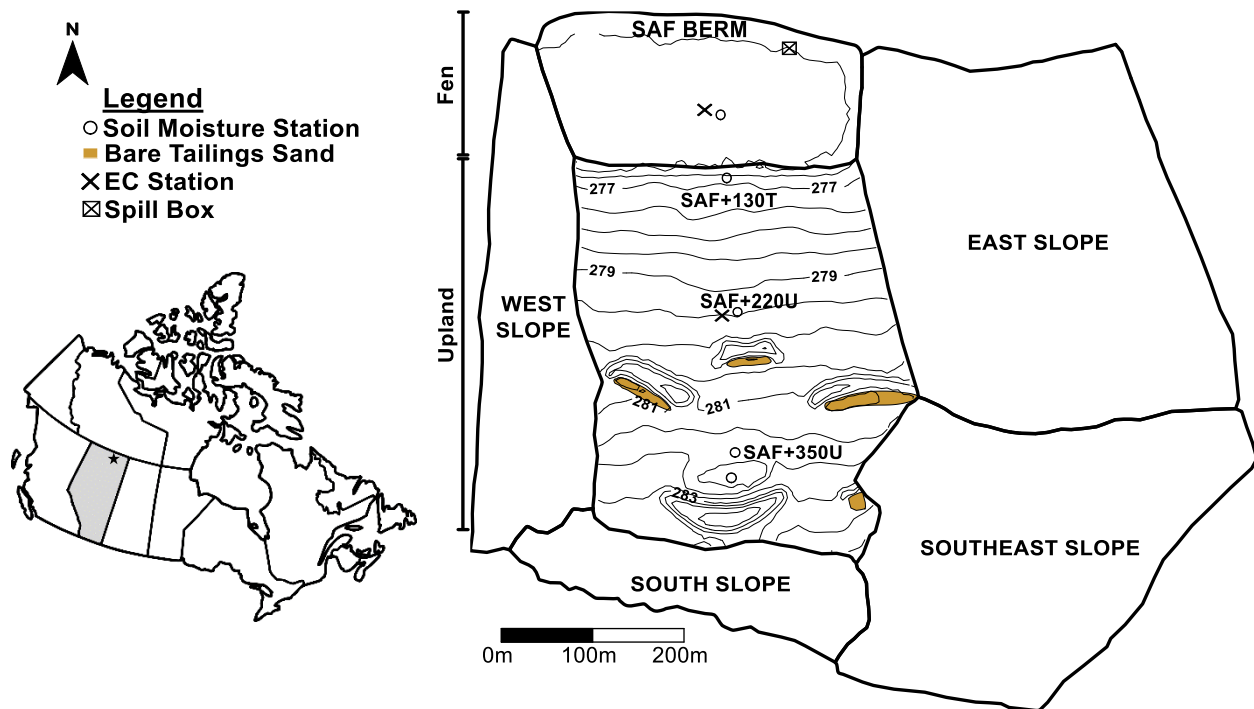 N
Legend
Soil Moisture Station
Bare Tailings Sand
EC Station
Spill Box
Fen
Upland
SAF BERM
277
277
SAF+130T
279
279
SAF+220U
281
281
SAF+350U
283
WEST
SLOPE
EAST SLOPE
SOUTHEAST SLOPE
SOUTH SLOPE
0m
100m
200m